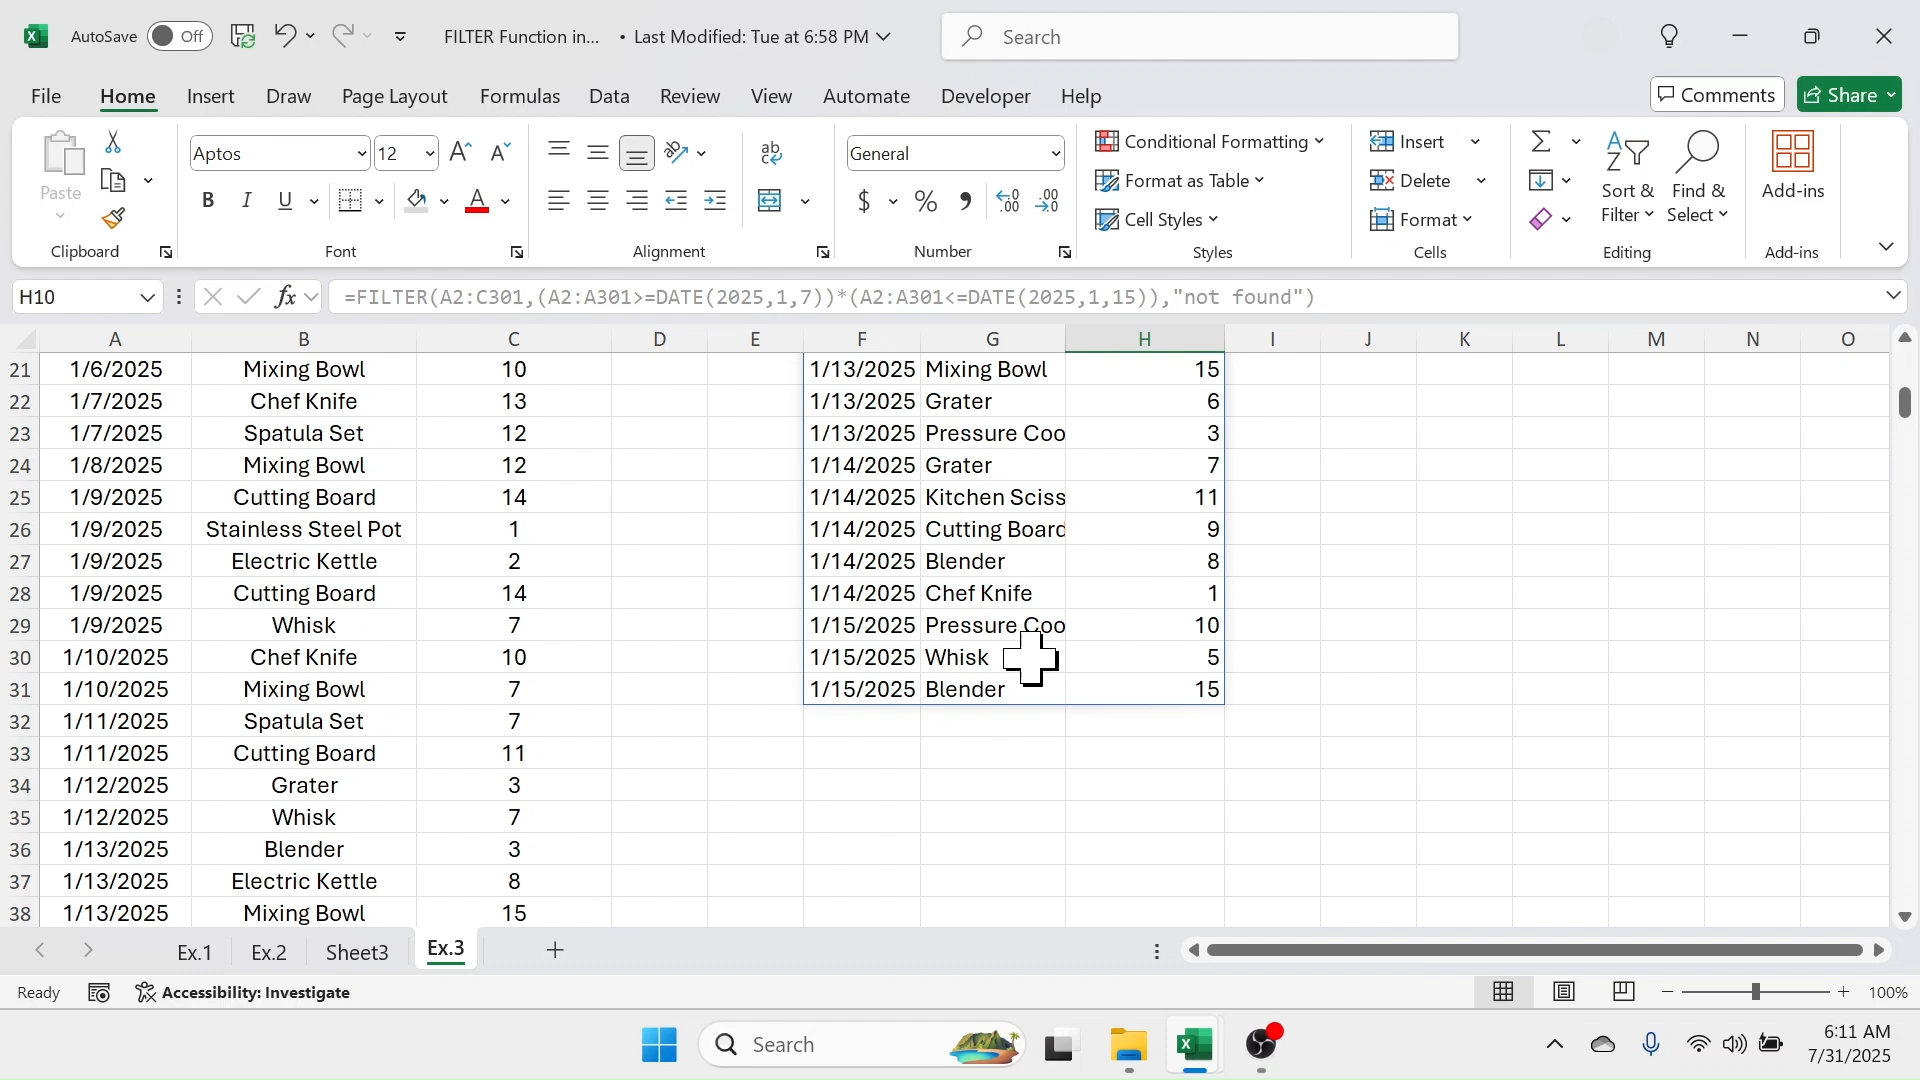 AutoSave Off FILTER Function in... • Last Modified: Tue at 6:58 PM Search
File Home Insert Draw Page Layout Formulas Data Review View Automate Developer Help Comments Share
Paste
Clipboard
Aptos 12
B I U A
Font
ab
Alignment
General
$ % 9 .00 .00
Number
Conditional Formatting
Format as Table
Cell Styles
Styles
Insert
Delete
Format
Cells
Sort & Filter
Find & Select
Editing
Add-ins
Add-ins
H10 fx =FILTER(A2:C301,(A2:A301>=DATE(2025,1,7))*(A2:A301<=DATE(2025,1,15)),"not found")
A B C D E F G H I J K L M N O
21 1/6/2025 Mixing Bowl 10 1/13/2025 Mixing Bowl 15
22 1/7/2025 Chef Knife 13 1/13/2025 Grater 6
23 1/7/2025 Spatula Set 12 1/13/2025 Pressure Coo 3
24 1/8/2025 Mixing Bowl 12 1/14/2025 Grater 7
25 1/9/2025 Cutting Board 14 1/14/2025 Kitchen Sciss 11
26 1/9/2025 Stainless Steel Pot 1 1/14/2025 Cutting Board 9
27 1/9/2025 Electric Kettle 2 1/14/2025 Blender 8
28 1/9/2025 Cutting Board 14 1/14/2025 Chef Knife 1
29 1/9/2025 Whisk 7 1/15/2025 Pressure Coo 10
30 1/10/2025 Chef Knife 10 1/15/2025 Whisk 5
31 1/10/2025 Mixing Bowl 7 1/15/2025 Blender 15
32 1/11/2025 Spatula Set 7
33 1/11/2025 Cutting Board 11
34 1/12/2025 Grater 3
35 1/12/2025 Whisk 7
36 1/13/2025 Blender 3
37 1/13/2025 Electric Kettle 8
38 1/13/2025 Mixing Bowl 15
Ex.1 Ex.2 Sheet3 Ex.3
Ready Accessibility: Investigate 100%
Search 6:11 AM
7/31/2025